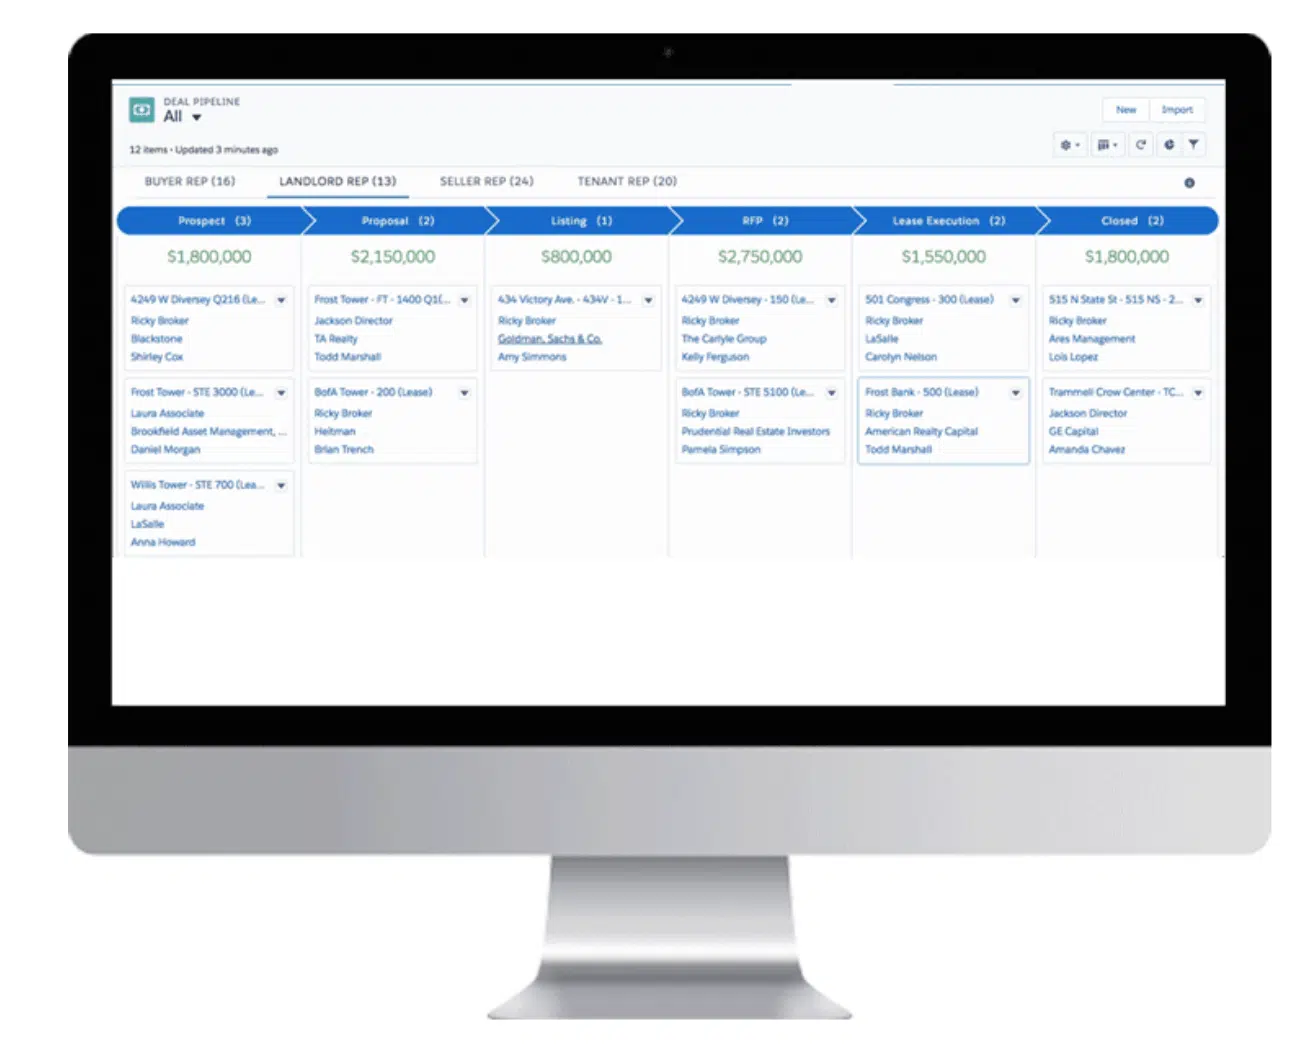 DEAL PIPELINE
All
12 items • Updated 3 minutes ago
New Import
BUYER REP (16) LANDLORD REP (13) SELLER REP (24) TENANT REP (20)
Prospect (3) Proposal (2) Listing (1) RFP (2) Lease Execution (2) Closed (2)
$1,800,000 $2,150,000 $800,000 $2,750,000 $1,550,000 $1,800,000
4249 W Diversey Q216 (Le...
Ricky Broker
Blackstone
Shirley Cox
Frost Tower - STE 3000 (Le...
Laura Associate
Brookfield Asset Management, ...
Daniel Morgan
Willis Tower - STE 700 (Lea...
Laura Associate
LaSalle
Anna Howard
Frost Tower - FT - 1400 Q1(...
Jackson Director
TA Realty
Todd Marshall
BofA Tower - 200 (Lease)
Ricky Broker
Heitman
Brian Trench
434 Victory Ave. - 434V - 1...
Ricky Broker
Goldman, Sachs & Co.
Amy Simmons
4249 W Diversey - 150 (Le...
Ricky Broker
The Carlyle Group
Kelly Ferguson
BofA Tower - STE 5100 (Le...
Ricky Broker
Prudential Real Estate Investors
Pamela Simpson
501 Congress - 300 (Lease)
Ricky Broker
LaSalle
Carolyn Nelson
Frost Bank - 500 (Lease)
Ricky Broker
American Realty Capital
Todd Marshall
515 N State St - 515 NS - 2...
Ricky Broker
Ares Management
Lois Lopez
Trammell Crow Center - TC...
Jackson Director
GE Capital
Amanda Chavez